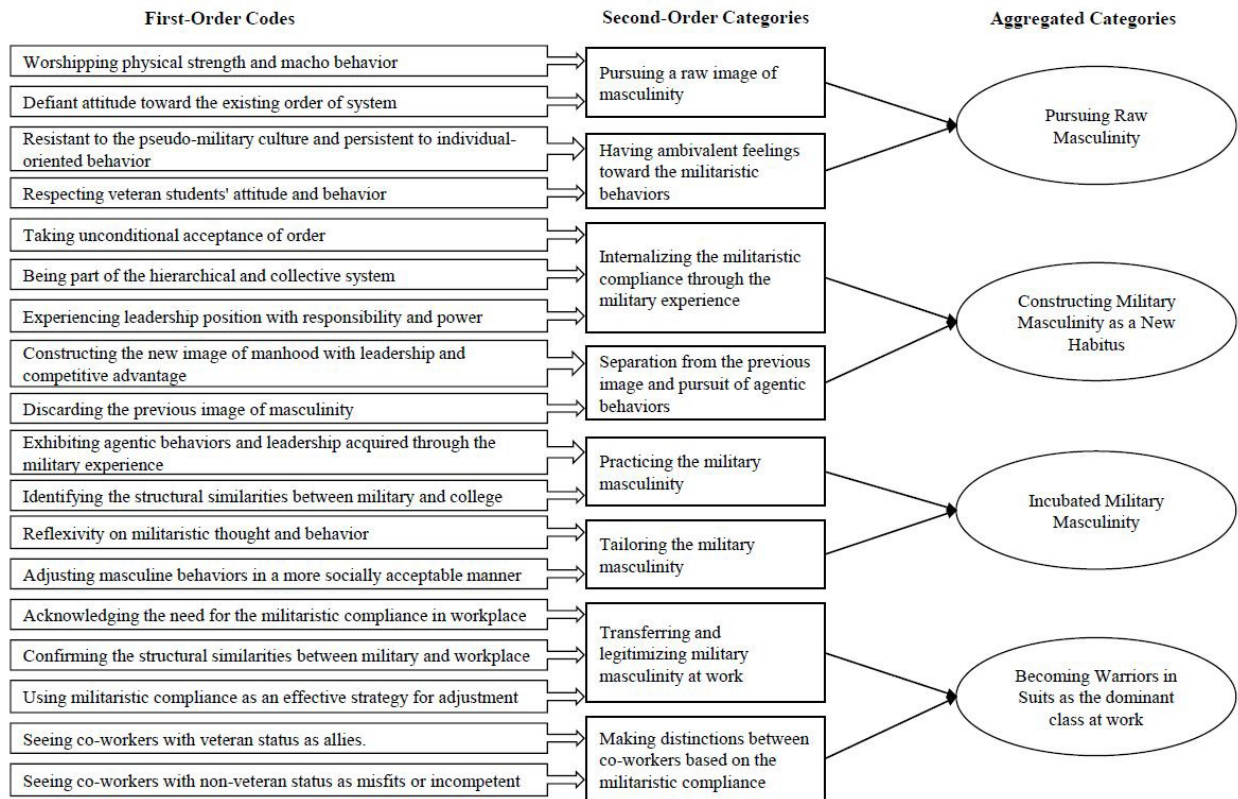 First-Order Codes
Second-Order Categories
Aggregated Categories
Worshipping physical strength and macho behavior
Defiant attitude toward the existing order of system
Pursuing a raw image of
masculinity
Resistant to the pseudo-military culture and persistent to individual-
oriented behavior
Respecting veteran students' attitude and behavior
Having ambivalent feelings
toward the militaristic
behaviors
Pursuing Raw
Masculinity
Taking unconditional acceptance of order
Being part of the hierarchical and collective system
Experiencing leadership position with responsibility and power
Internalizing the militaristic
compliance through the
military experience
Constructing the new image of manhood with leadership and
competitive advantage
Discarding the previous image of masculinity
Separation from the previous
image and pursuit of agentic
behaviors
Constructing Military
Masculinity as a New
Habitus
Exhibiting agentic behaviors and leadership acquired through the
military experience
Identifying the structural similarities between military and college
Practicing the military
masculinity
Reflexivity on militaristic thought and behavior
Adjusting masculine behaviors in a more socially acceptable manner
Tailoring the military
masculinity
Incubated Military
Masculinity
Acknowledging the need for the militaristic compliance in workplace
Confirming the structural similarities between military and workplace
Using militaristic compliance as an effective strategy for adjustment
Transferring and
legitimizing military
masculinity at work
Seeing co-workers with veteran status as allies.
Seeing co-workers with non-veteran status as misfits or incompetent
Making distinctions between
co-workers based on the
militaristic compliance
Becoming Warriors in
Suits as the dominant
class at work